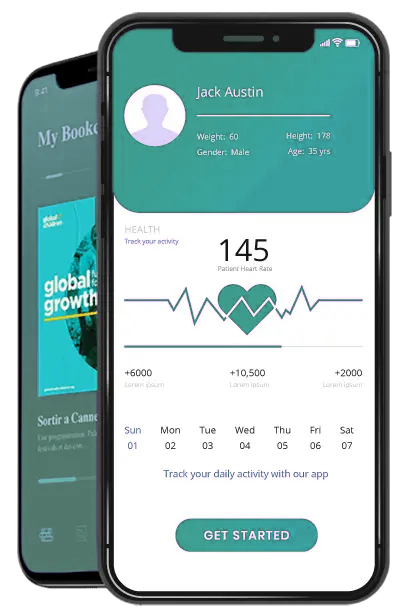 Jack Austin
Weight: 60
Height: 178
Gender: Male
Age: 35 yrs
HEALTH
Track your activity
145
Patient Heart Rate
+6000
+10,500
+2000
Lorem ipsum
Lorem ipsum
Lorem ipsum
Sun Mon Tue Wed Thu Fri Sat
01 02 03 04 05 06 07
Track your daily activity with our app
GET STARTED
My Booke
global
children
global
growth
Sortir a Canne